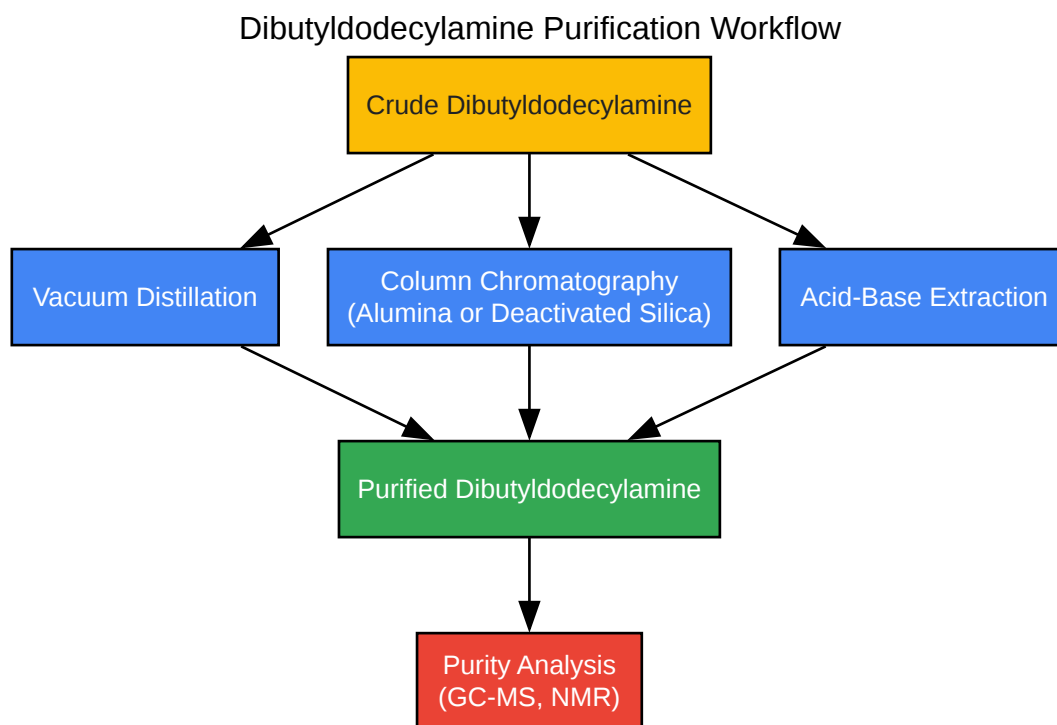 Dibutyldodecylamine Purification Workflow
Crude Dibutyldodecylamine
Vacuum Distillation
Column Chromatography
(Alumina or Deactivated Silica)
Acid-Base Extraction
Purified Dibutyldodecylamine
Purity Analysis
(GC-MS, NMR)